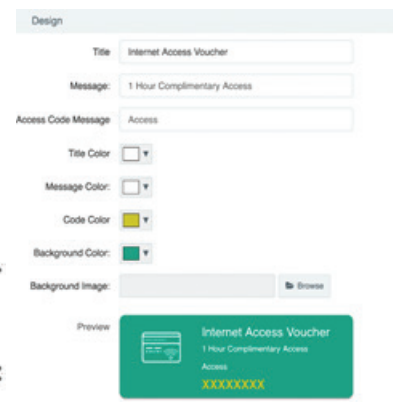 Design
Title Internet Access Voucher
Message: 1 Hour Complimentary Access
Access Code Message Access
Title Color
Message Color:
Code Color
Background Color:
Background Image: Browse
Preview
Internet Access Voucher
1 Hour Complimentary Access
Access
XXXXXXXX